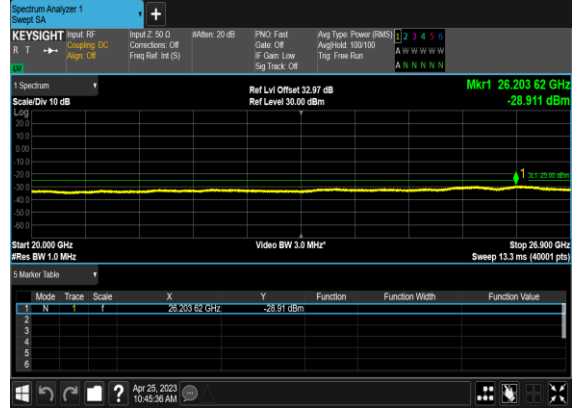 Spectrum Analyzer 1
Swept SA
KEYSIGHT Input: RF
R T Coupling: DC
Align: Off
Input Z: 50 Ω
Corrections: Off
Freq Ref: Int (S)
#Atten: 20 dB
PNO: Fast
Gate: Off
IF Gain: Low
Sig Track: Off
Avg Type: Power (RMS)
Avg|Hold: 100/100
Trig: Free Run
1 2 3 4 5 6
A W W W W W
A N N N N N
1 Spectrum
Scale/Div 10 dB
Ref Lvl Offset 32.97 dB
Ref Level 30.00 dBm
Mkr1 26.203 62 GHz
-28.911 dBm
Log
20.0
10.0
0.00
-10.0
-20.0
-30.0
-40.0
-50.0
-60.0
1
DL1 -25.00 dBm
Start 20.000 GHz
#Res BW 1.0 MHz
Video BW 3.0 MHz*
Stop 26.900 GHz
Sweep 13.3 ms (40001 pts)
5 Marker Table
Mode Trace Scale X Y Function Function Width Function Value
1 N 1 f 26.203 62 GHz -28.91 dBm
2
3
4
5
6
? Apr 25, 2023
10:45:36 AM